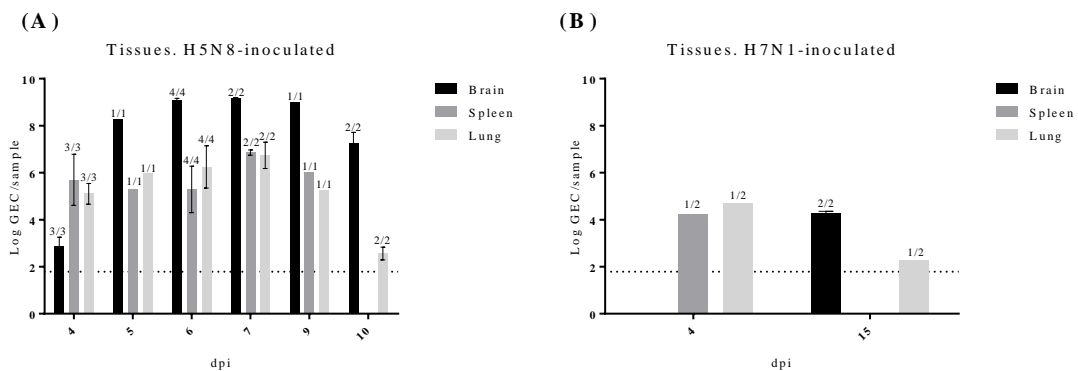 (A)
Tissues. H5N8-inoculated
Log GEC/sample
10
8
6
4
2
0
3/3
3/3
3/3
1/1
1/1
1/1
4/4
4/4
4/4
2/2
2/2
2/2
1/1
1/1
1/1
2/2
2/2
4
5
6
7
9
10
dpi
Brain
Spleen
Lung
(B)
Tissues. H7N1-inoculated
Log GEC/sample
10
8
6
4
2
0
1/2
1/2
2/2
1/2
4
15
dpi
Brain
Spleen
Lung